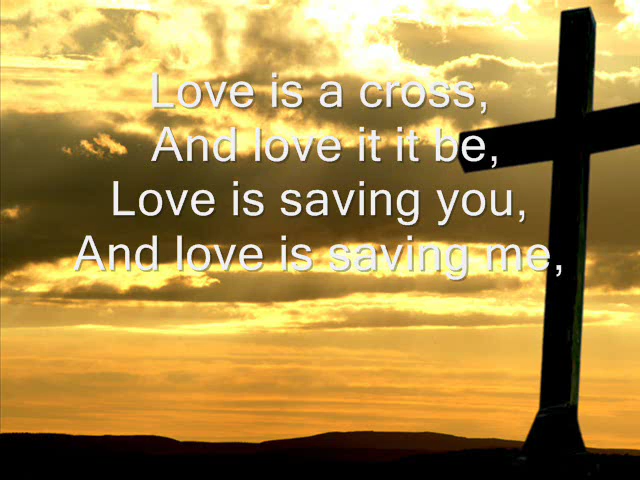 Love is a cross,
And love it it be,
Love is saving you,
And love is saving me,